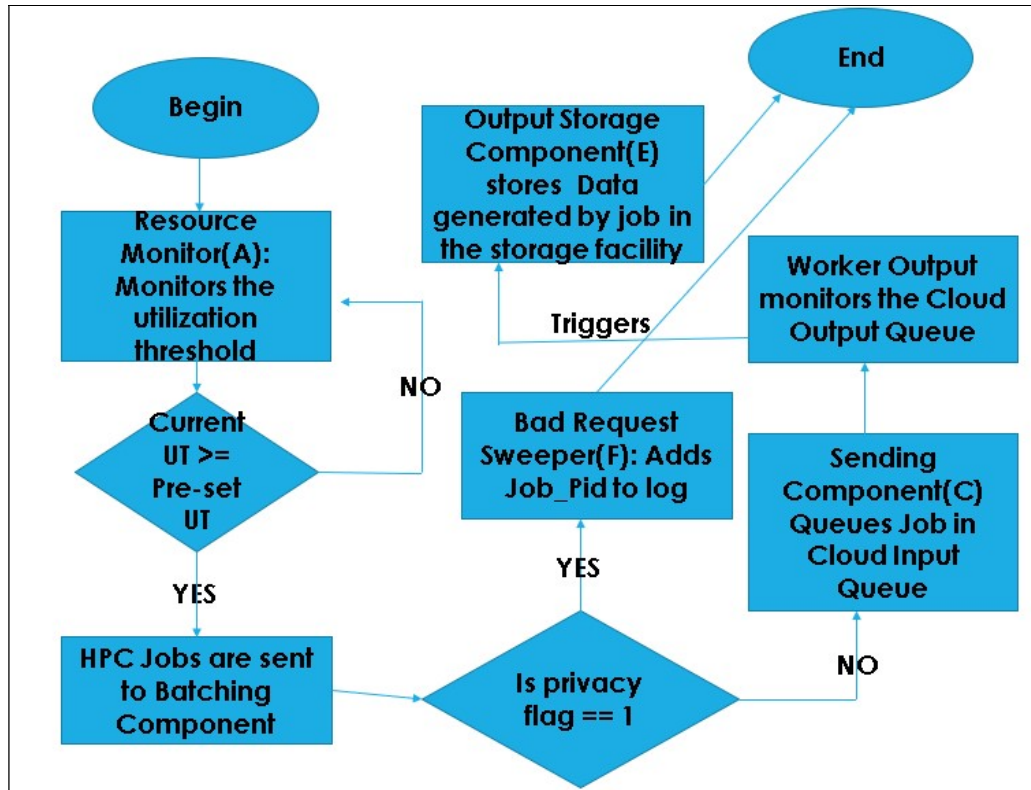 Begin
Resource
Monitor(A):
Monitors the
utilization
threshold
NO
Current
UT >=
Pre-set
UT
YES
HPC Jobs are sent
to Batching
Component
Is privacy
flag == 1
YES
Bad Request
Sweeper(F): Adds
Job_Pid to log
NO
Sending
Component(C)
Queues Job in
Cloud Input
Queue
Worker Output
monitors the Cloud
Output Queue
Triggers
Output Storage
Component(E)
stores  Data
generated by job in
the storage facility
End